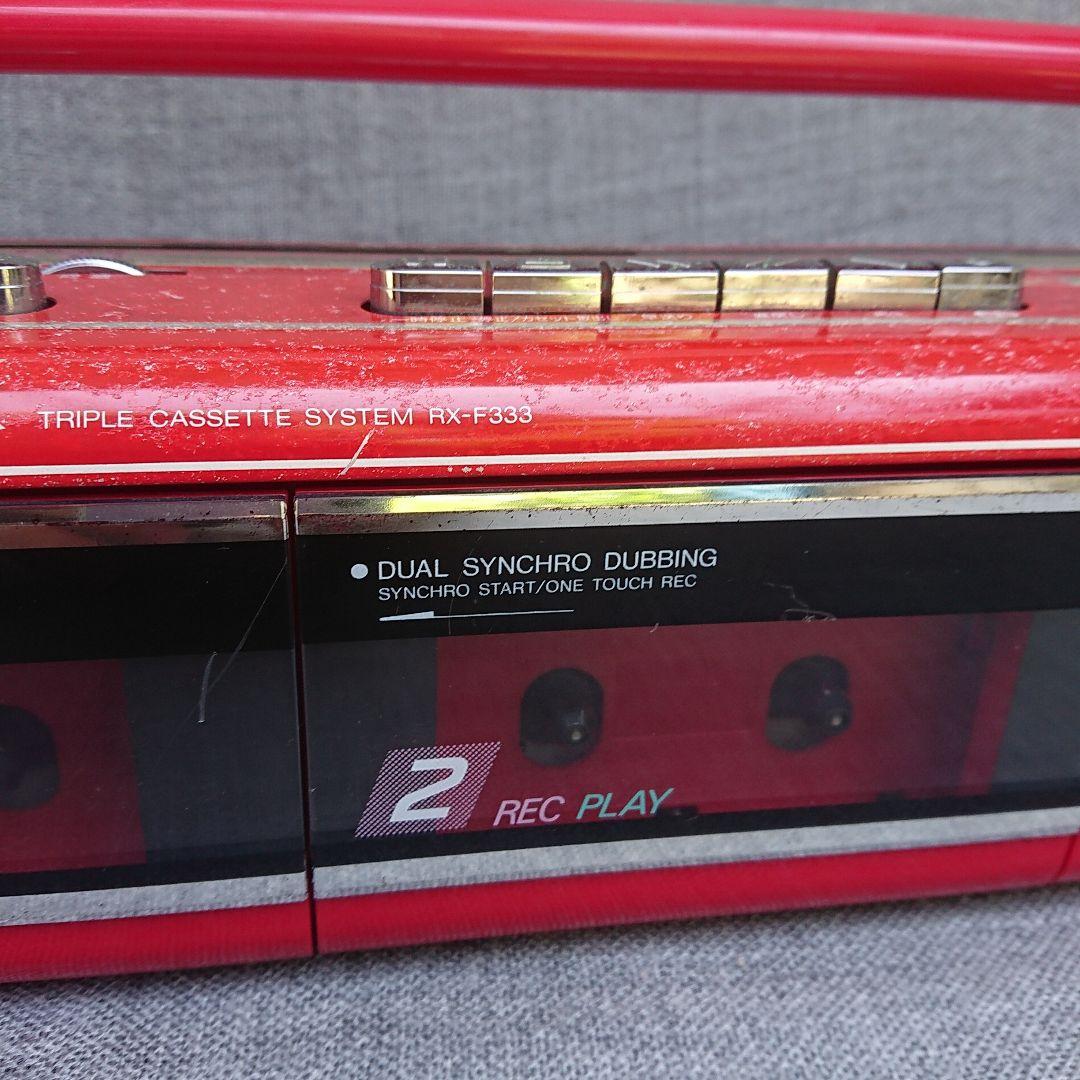 TRIPLE CASSETTE SYSTEM RX-F333
● DUAL SYNCHRO DUBBING
SYNCHRO START/ONE TOUCH REC
2 REC PLAY